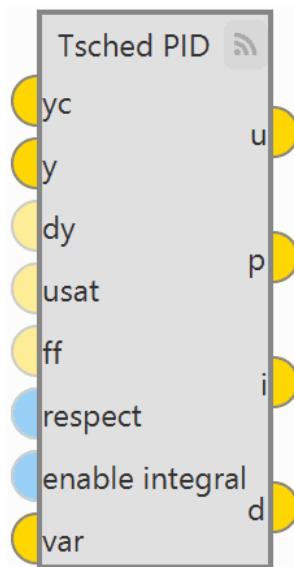 Tsched PID
yc
u
y
dy
p
usat
ff
i
respect
enable integral
d
var